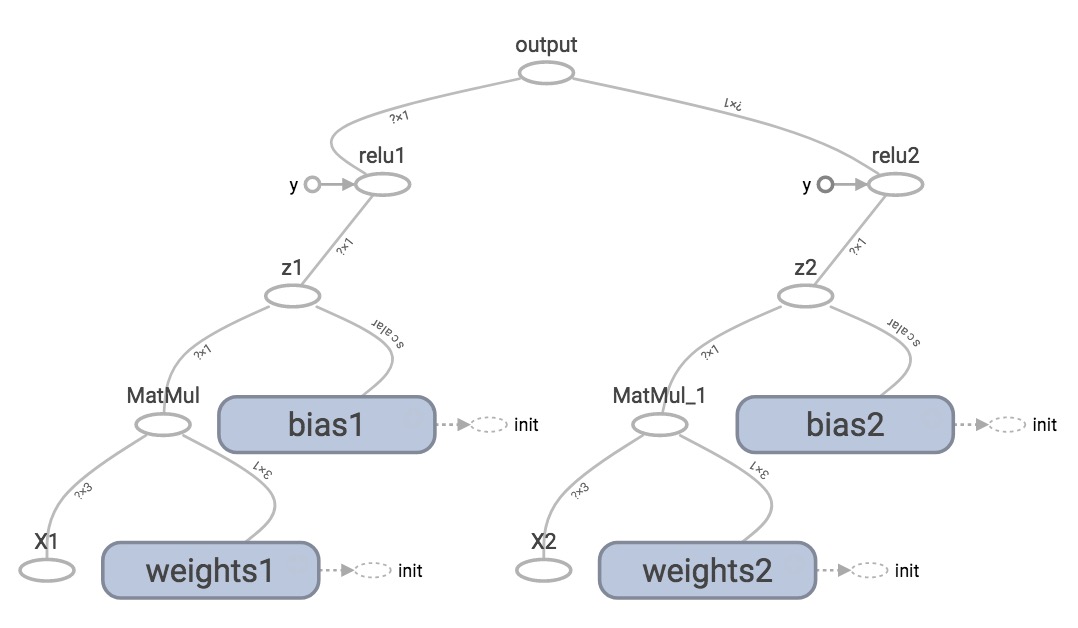 output
?×1
?×1
relu1
relu2
y
y
?×1
?×1
z1
z2
scalar
scalar
?×1
?×1
MatMul
MatMul_1
bias1
init
bias2
init
3×1
3×1
?×3
?×3
X1
X2
weights1
init
weights2
init